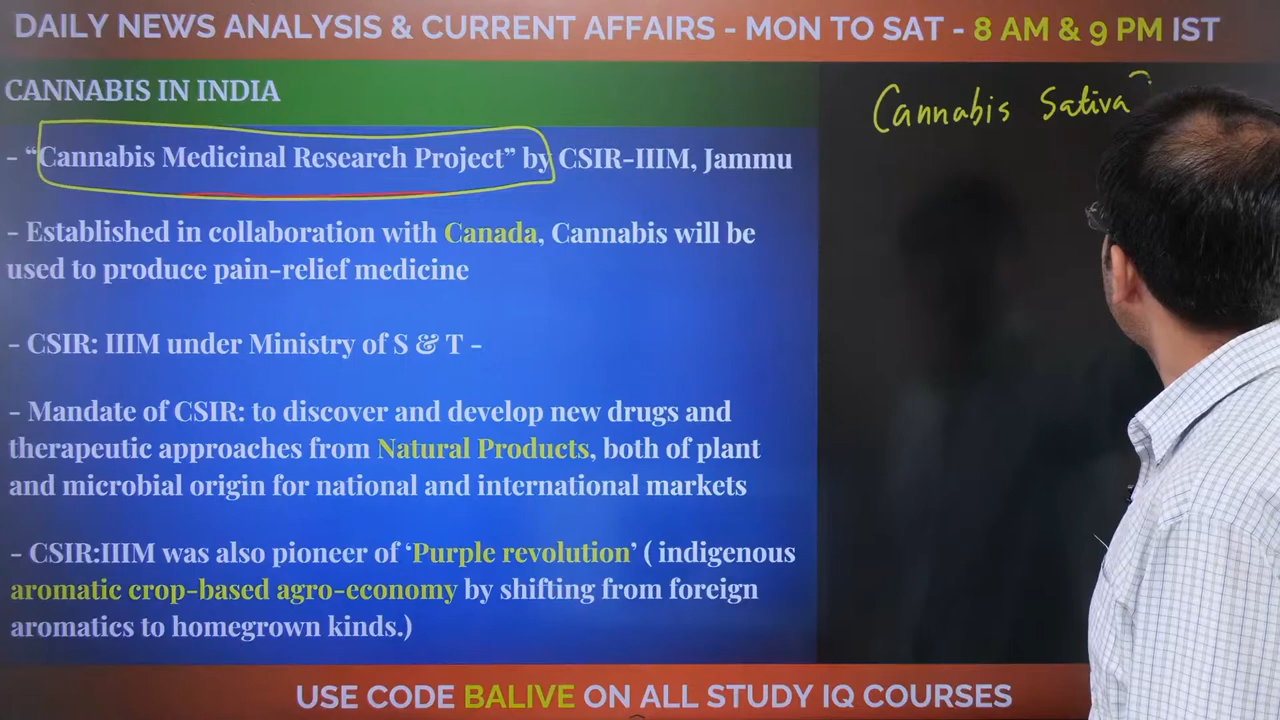 DAILY NEWS ANALYSIS & CURRENT AFFAIRS - MON TO SAT - 8 AM & 9 PM IST
CANNABIS IN INDIA
- "Cannabis Medicinal Research Project" by CSIR-IIIM, Jammu
- Established in collaboration with Canada, Cannabis will be
used to produce pain-relief medicine
- CSIR: IIIM under Ministry of S & T -
- Mandate of CSIR: to discover and develop new drugs and
therapeutic approaches from Natural Products, both of plant
and microbial origin for national and international markets
- CSIR:IIIM was also pioneer of 'Purple revolution' ( indigenous
aromatic crop-based agro-economy by shifting from foreign
aromatics to homegrown kinds.)
Cannabis Sativa
USE CODE BALIVE ON ALL STUDY IQ COURSES